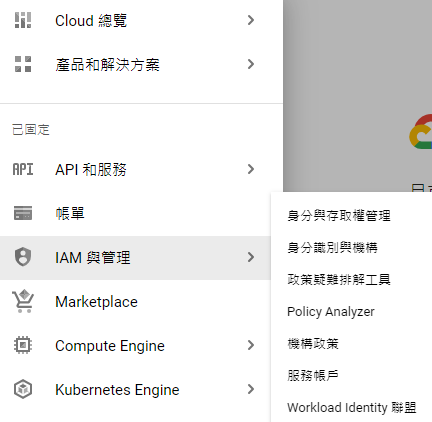 Cloud 總覽
產品和解決方案
已固定
API API 和服務
帳單
IAM 與管理
Marketplace
Compute Engine
Kubernetes Engine
身分與存取權管理
身分識別與機構
政策疑難排解工具
Policy Analyzer
機構政策
服務帳戶
Workload Identity 聯盟